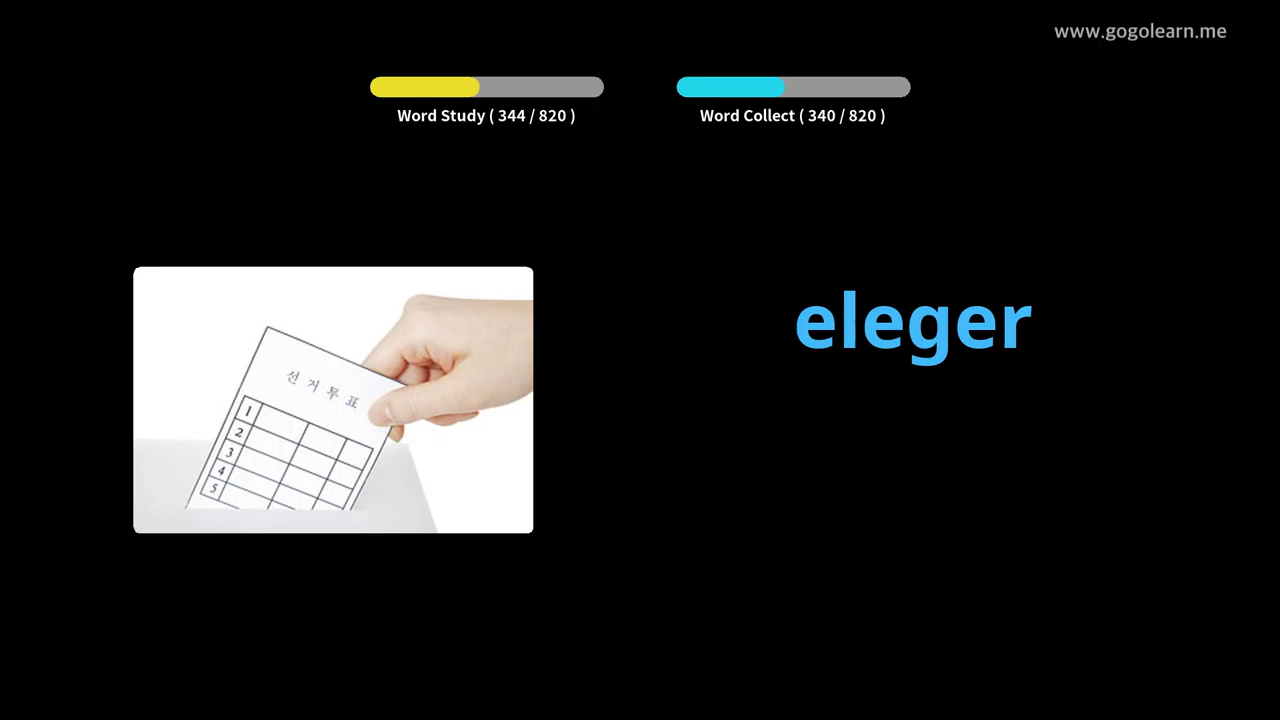 www.gogolearn.me
Word Study ( 344 / 820 )
Word Collect ( 340 / 820 )
eleger
선거투표
1
2
3
4
5